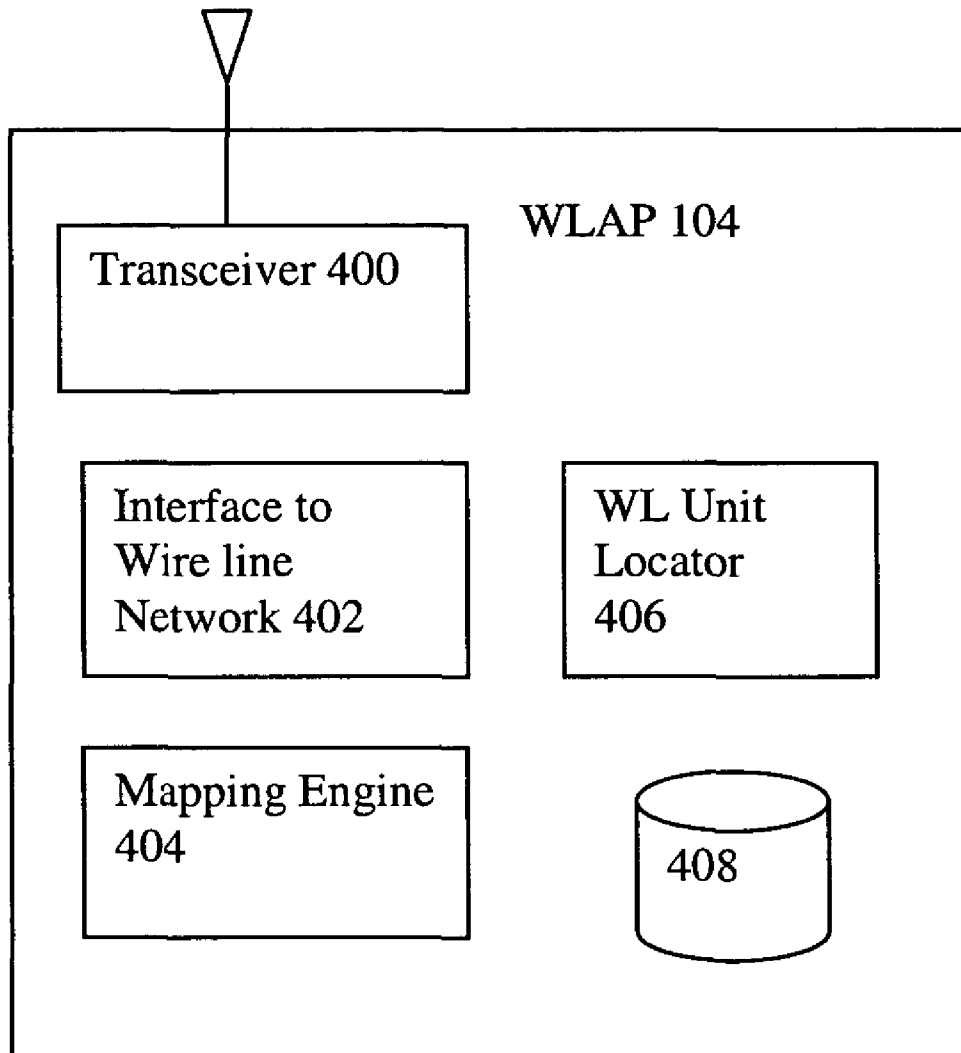 WLAP 104
Transceiver 400
Interface to
Wire line
Network 402
WL Unit
Locator
406
Mapping Engine
404
408